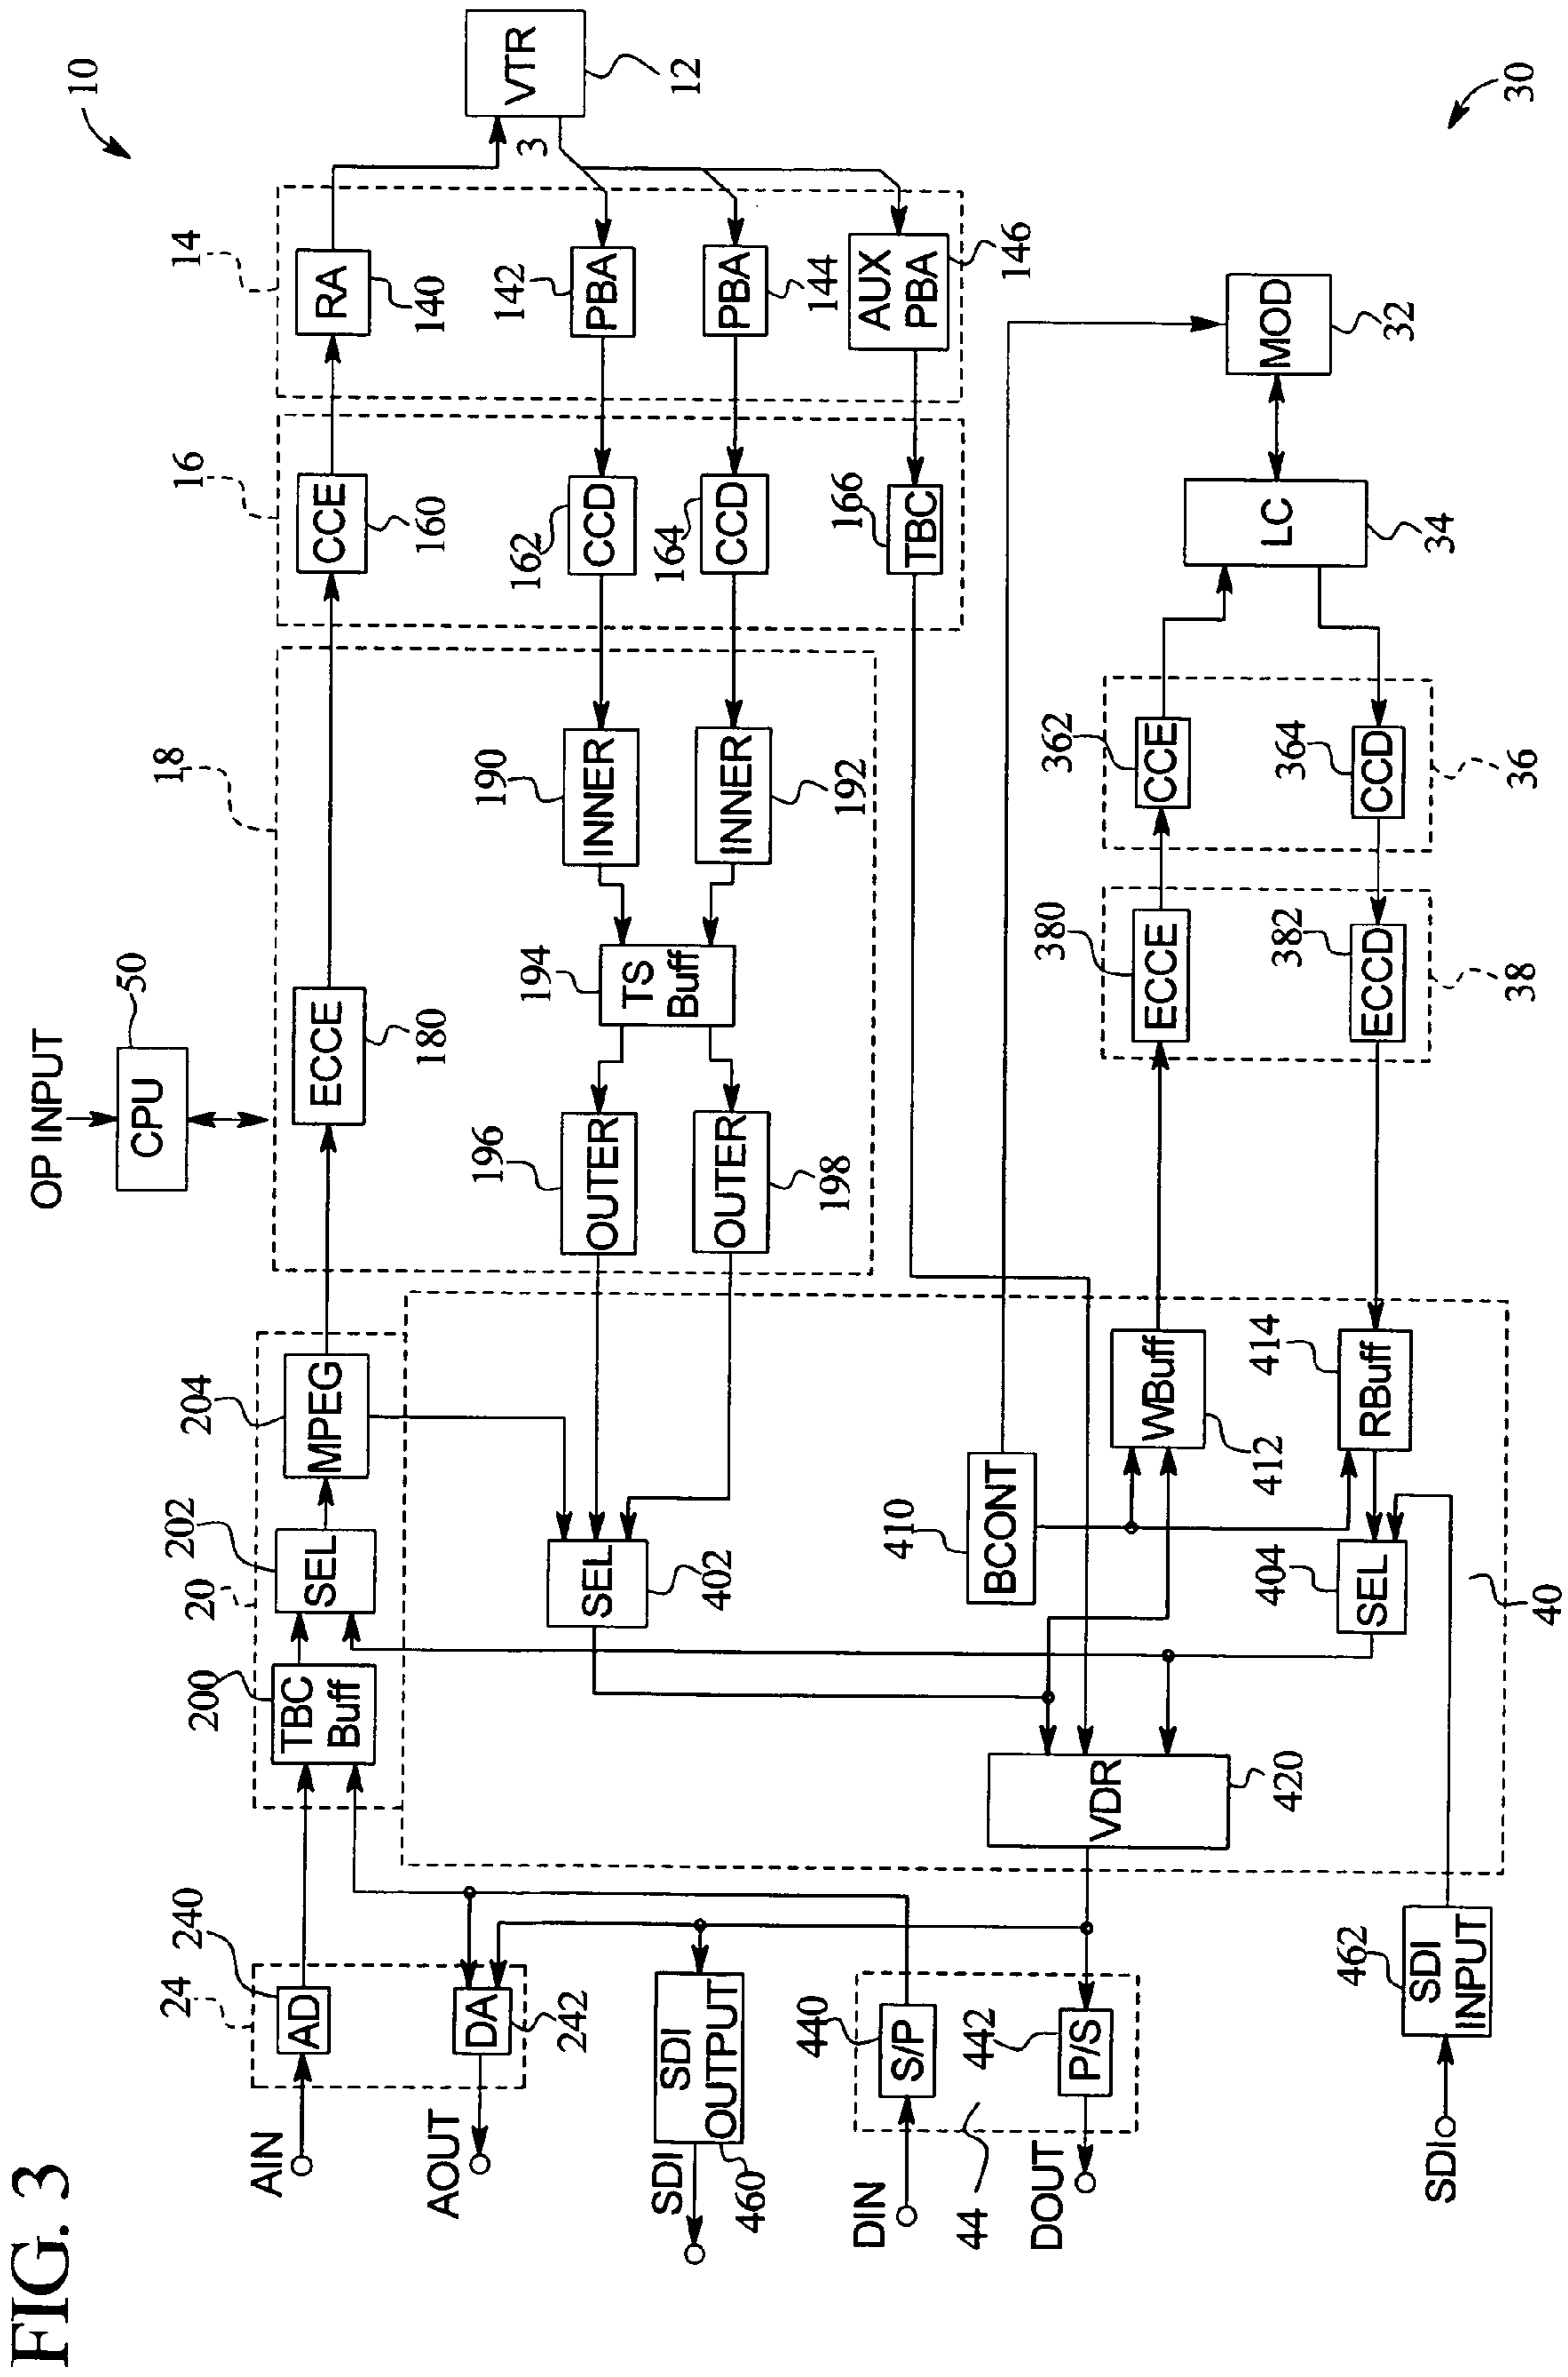 FIG. 3
10
30
OP INPUT
CPU
50
AIN
AOUT
SDI
DIN
DOUT
SDI
24
240
AD
DA
242
SDI
OUTPUT
460
44
440
S/P
442
P/S
462
SDI
INPUT
20
200
TBC
Buff
202
SEL
204
MPEG
40
SEL
402
VDR
420
410
BCONT
WBuff
412
414
RBuff
404
SEL
18
ECCE
180
196
OUTER
OUTER
198
194
TS
Buff
190
INNER
INNER
192
16
CCE
160
162
CCD
164
CCD
166
TBC
14
RA
140
142
PBA
PBA
144
AUX
PBA
146
3
VTR
12
380
ECCE
382
ECCD
38
362
CCE
364
CCD
36
LC
34
MOD
32